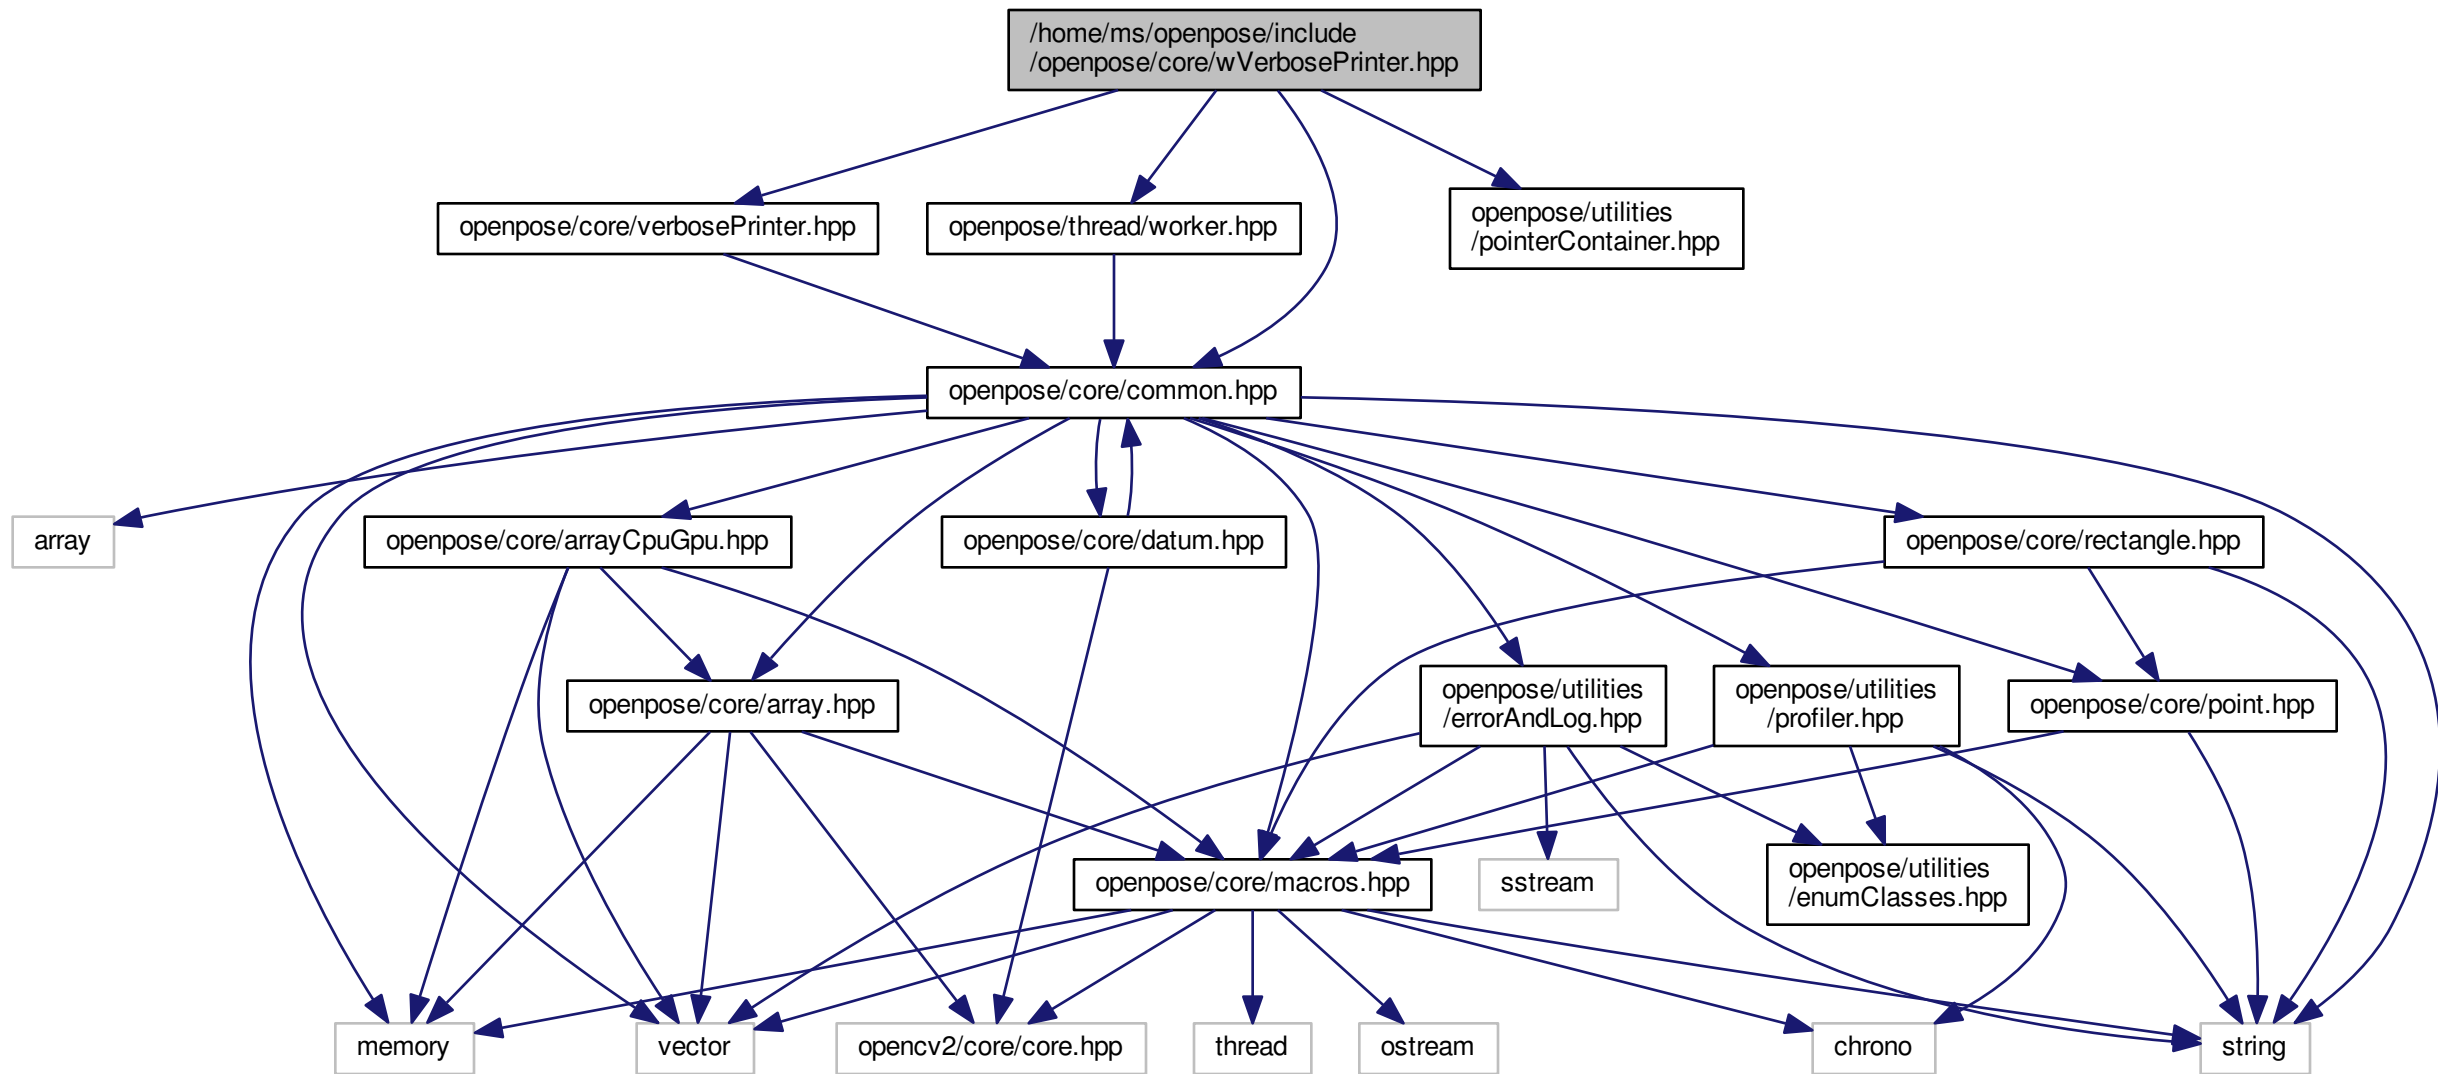 /home/ms/openpose/include
/openpose/core/wVerbosePrinter.hpp
openpose/core/verbosePrinter.hpp
openpose/thread/worker.hpp
openpose/utilities
/pointerContainer.hpp
openpose/core/common.hpp
array
openpose/core/arrayCpuGpu.hpp
openpose/core/datum.hpp
openpose/core/rectangle.hpp
openpose/core/array.hpp
openpose/utilities
/errorAndLog.hpp
openpose/utilities
/profiler.hpp
openpose/core/point.hpp
openpose/core/macros.hpp
sstream
openpose/utilities
/enumClasses.hpp
memory
vector
opencv2/core/core.hpp
thread
ostream
chrono
string